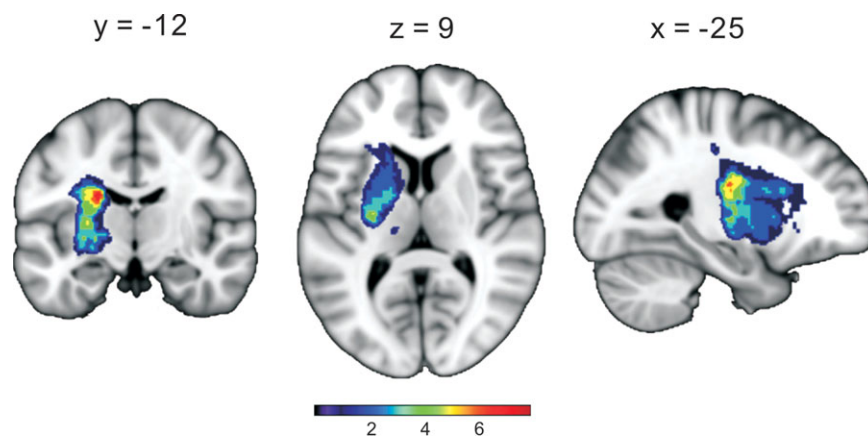 y = -12 z = 9 x = -25
2 4 6